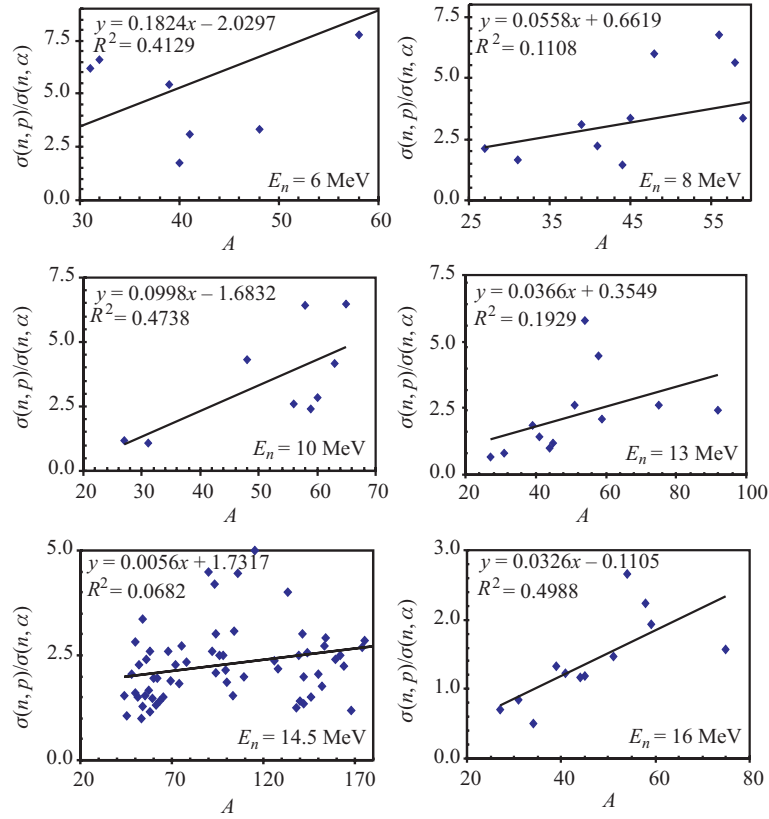 y = 0.1824x – 2.0297
R² = 0.4129
7.5
5.0
2.5
0.0
σ(n, p)/σ(n, α)
30 40 50 60
A
E_n = 6 MeV
y = 0.0558x + 0.6619
R² = 0.1108
7.5
5.0
2.5
0.0
σ(n, p)/σ(n, α)
25 35 45 55
A
E_n = 8 MeV
y = 0.0998x – 1.6832
R² = 0.4738
7.5
5.0
2.5
0.0
σ(n, p)/σ(n, α)
20 30 40 50 60 70
A
E_n = 10 MeV
y = 0.0366x + 0.3549
R² = 0.1929
7.5
5.0
2.5
0.0
σ(n, p)/σ(n, α)
20 40 60 80 100
A
E_n = 13 MeV
y = 0.0056x + 1.7317
R² = 0.0682
5.0
2.5
0.0
σ(n, p)/σ(n, α)
20 70 120 170
A
E_n = 14.5 MeV
y = 0.0326x – 0.1105
R² = 0.4988
3.0
2.0
1.0
0.0
σ(n, p)/σ(n, α)
20 40 60 80
A
E_n = 16 MeV